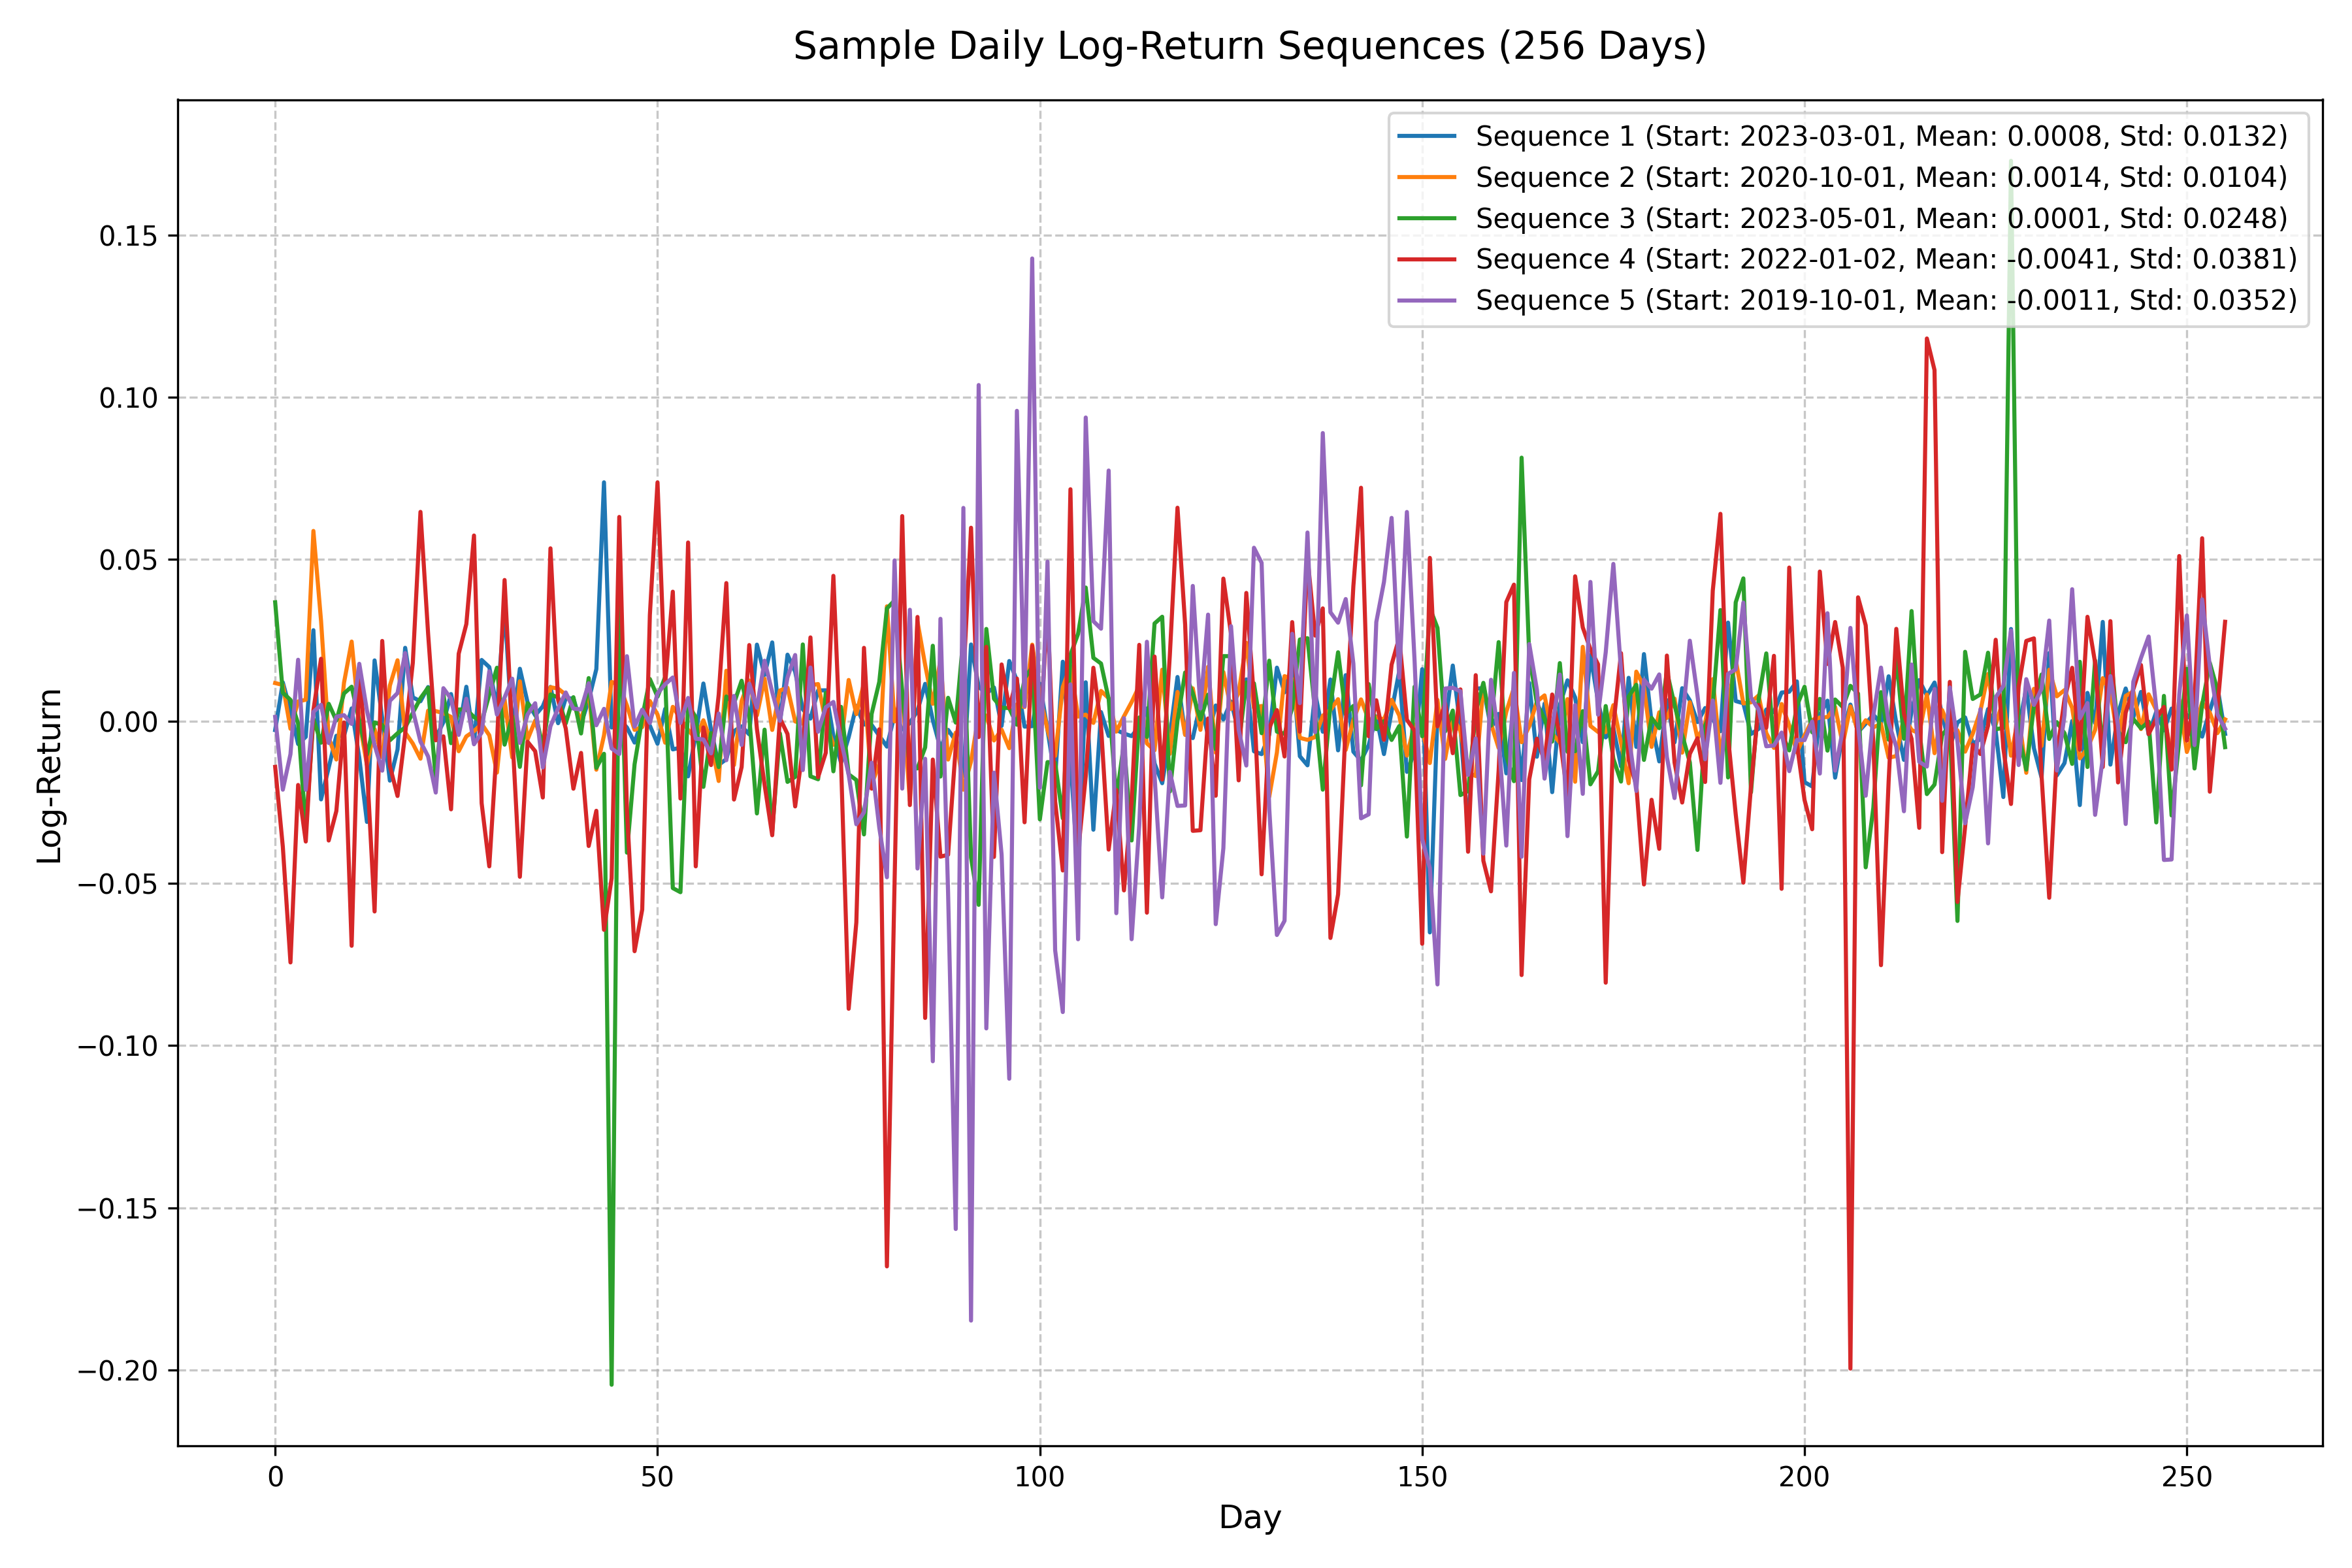 Sample Daily Log-Return Sequences (256 Days)
Sequence 1 (Start: 2023-03-01, Mean: 0.0008, Std: 0.0132)
Sequence 2 (Start: 2020-10-01, Mean: 0.0014, Std: 0.0104)
Sequence 3 (Start: 2023-05-01, Mean: 0.0001, Std: 0.0248)
Sequence 4 (Start: 2022-01-02, Mean: -0.0041, Std: 0.0381)
Sequence 5 (Start: 2019-10-01, Mean: -0.0011, Std: 0.0352)
Log-Return
0.15
0.10
0.05
0.00
−0.05
−0.10
−0.15
−0.20
0 50 100 150 200 250
Day